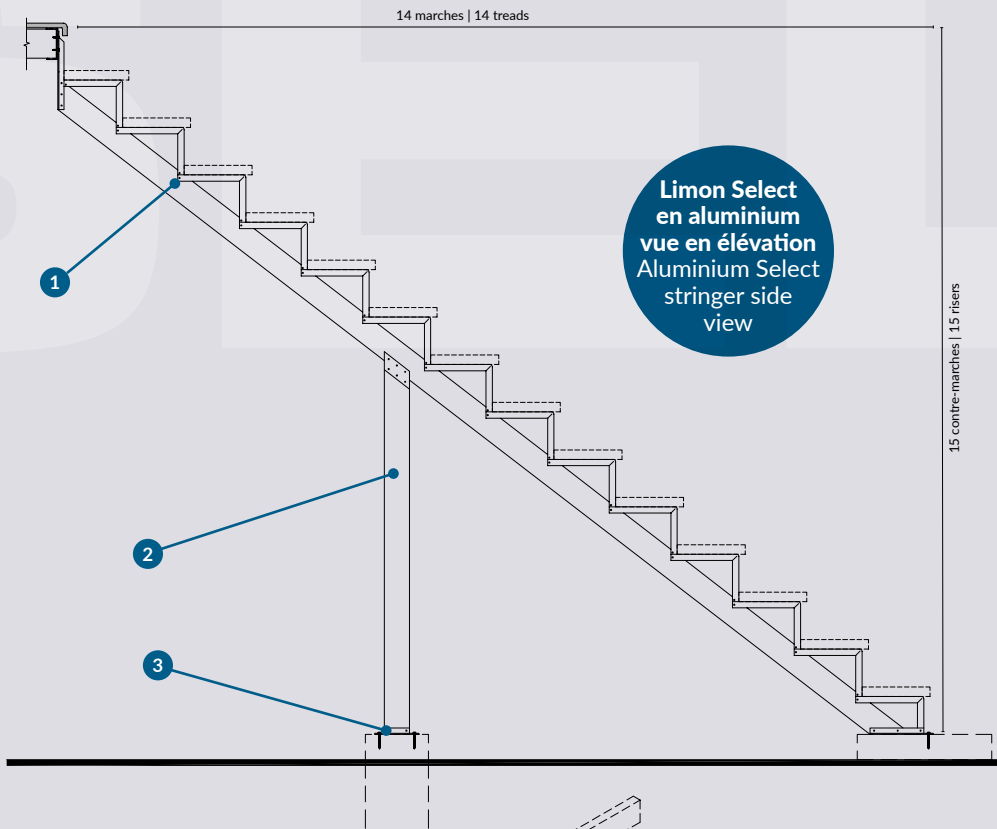 14 marches | 14 treads
Limon Select
en aluminium
vue en élévation
Aluminium Select
stringer side
view
15 contre-marches | 15 risers
1
2
3